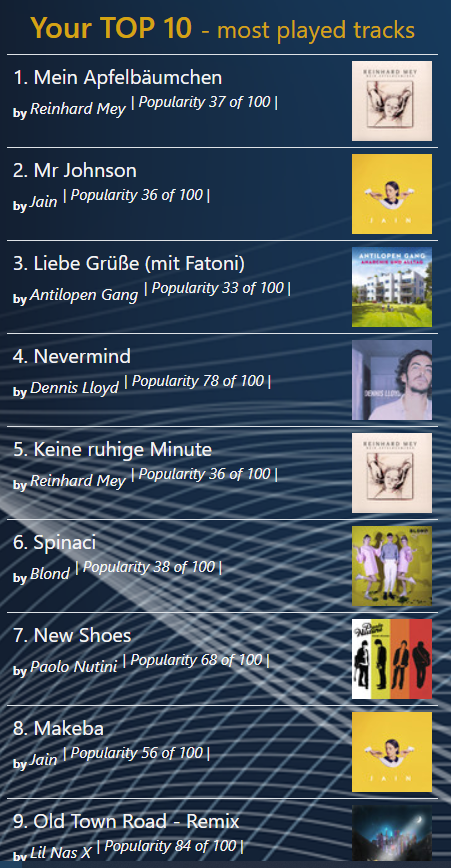 Your TOP 10 - most played tracks
1. Mein Apfelbäumchen
by Reinhard Mey | Popularity 37 of 100 |
REINHARD MEY
2. Mr Johnson
by Jain | Popularity 36 of 100 |
JAIN
3. Liebe Grüße (mit Fatoni)
by Antilopen Gang | Popularity 33 of 100 |
ANTILOPEN GANG
ANARCHIE UND ALLTAG
4. Nevermind
by Dennis Lloyd | Popularity 78 of 100 |
DENNIS LLOYD
5. Keine ruhige Minute
by Reinhard Mey | Popularity 36 of 100 |
REINHARD MEY
6. Spinaci
by Blond | Popularity 38 of 100 |
BLOND
7. New Shoes
by Paolo Nutini | Popularity 68 of 100 |
8. Makeba
by Jain | Popularity 56 of 100 |
JAIN
9. Old Town Road - Remix
by Lil Nas X | Popularity 84 of 100 |